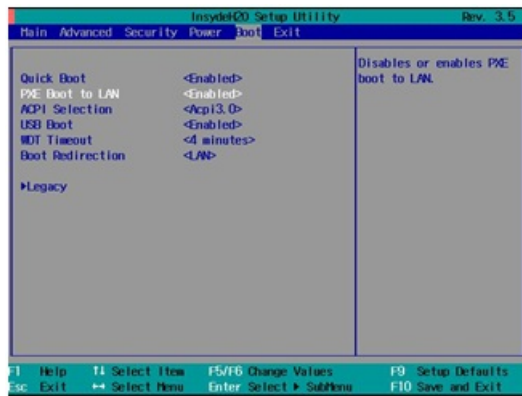 InsydeH20 Setup Utility Rev. 3.5
Main Advanced Security Power Boot Exit
Disables or enables PXE
boot to LAN.
Quick Boot <Enabled>
PXE Boot to LAN <Enabled>
ACPI Selection <Acpi3.0>
USB Boot <Enabled>
WDT Timeout <4 minutes>
Boot Redirection <LAN>
▶Legacy
F1 Help ↑↓ Select Item F5/F6 Change Values F9 Setup Defaults
Esc Exit ↔ Select Menu Enter Select ▶ SubMenu F10 Save and Exit